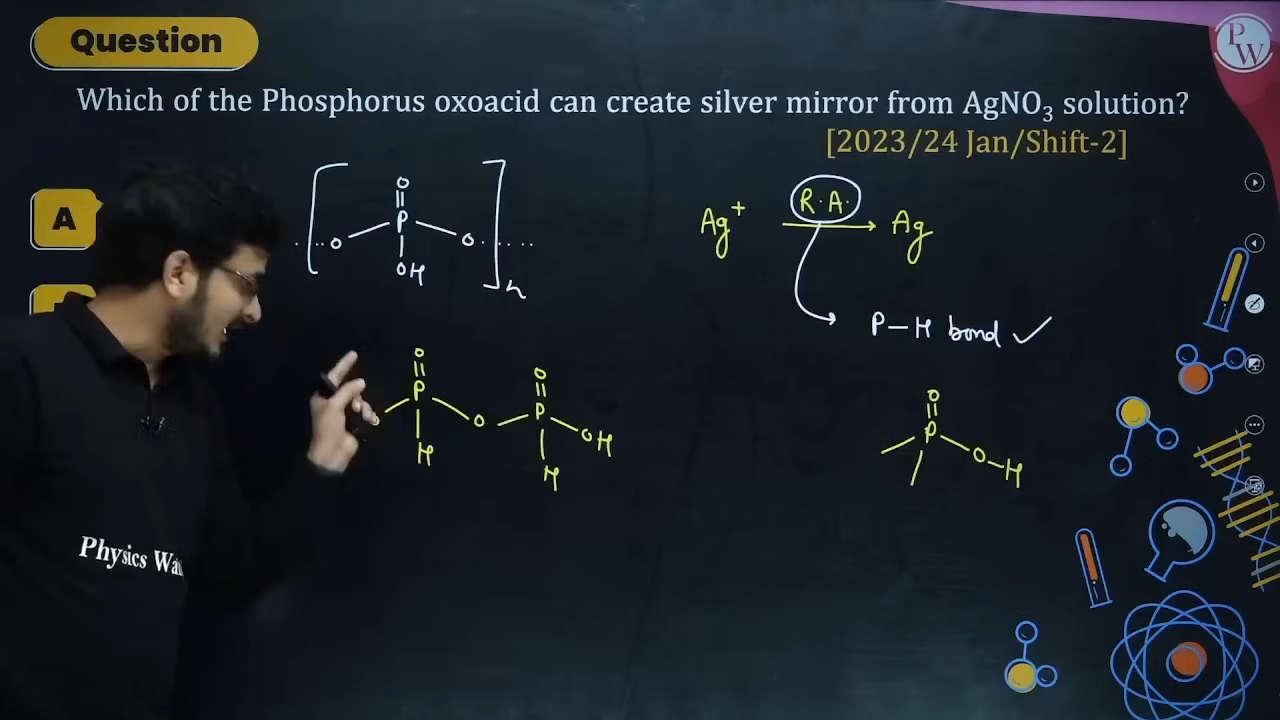 Question
PW
Which of the Phosphorus oxoacid can create silver mirror from AgNO₃ solution?
[2023/24 Jan/Shift-2]
A
O
P
O
O
OH
n
Ag⁺
R.A.
Ag
P-H bond ✓
O
P
O
H
O
P
OH
H
O
P
O-H
Physics Wa